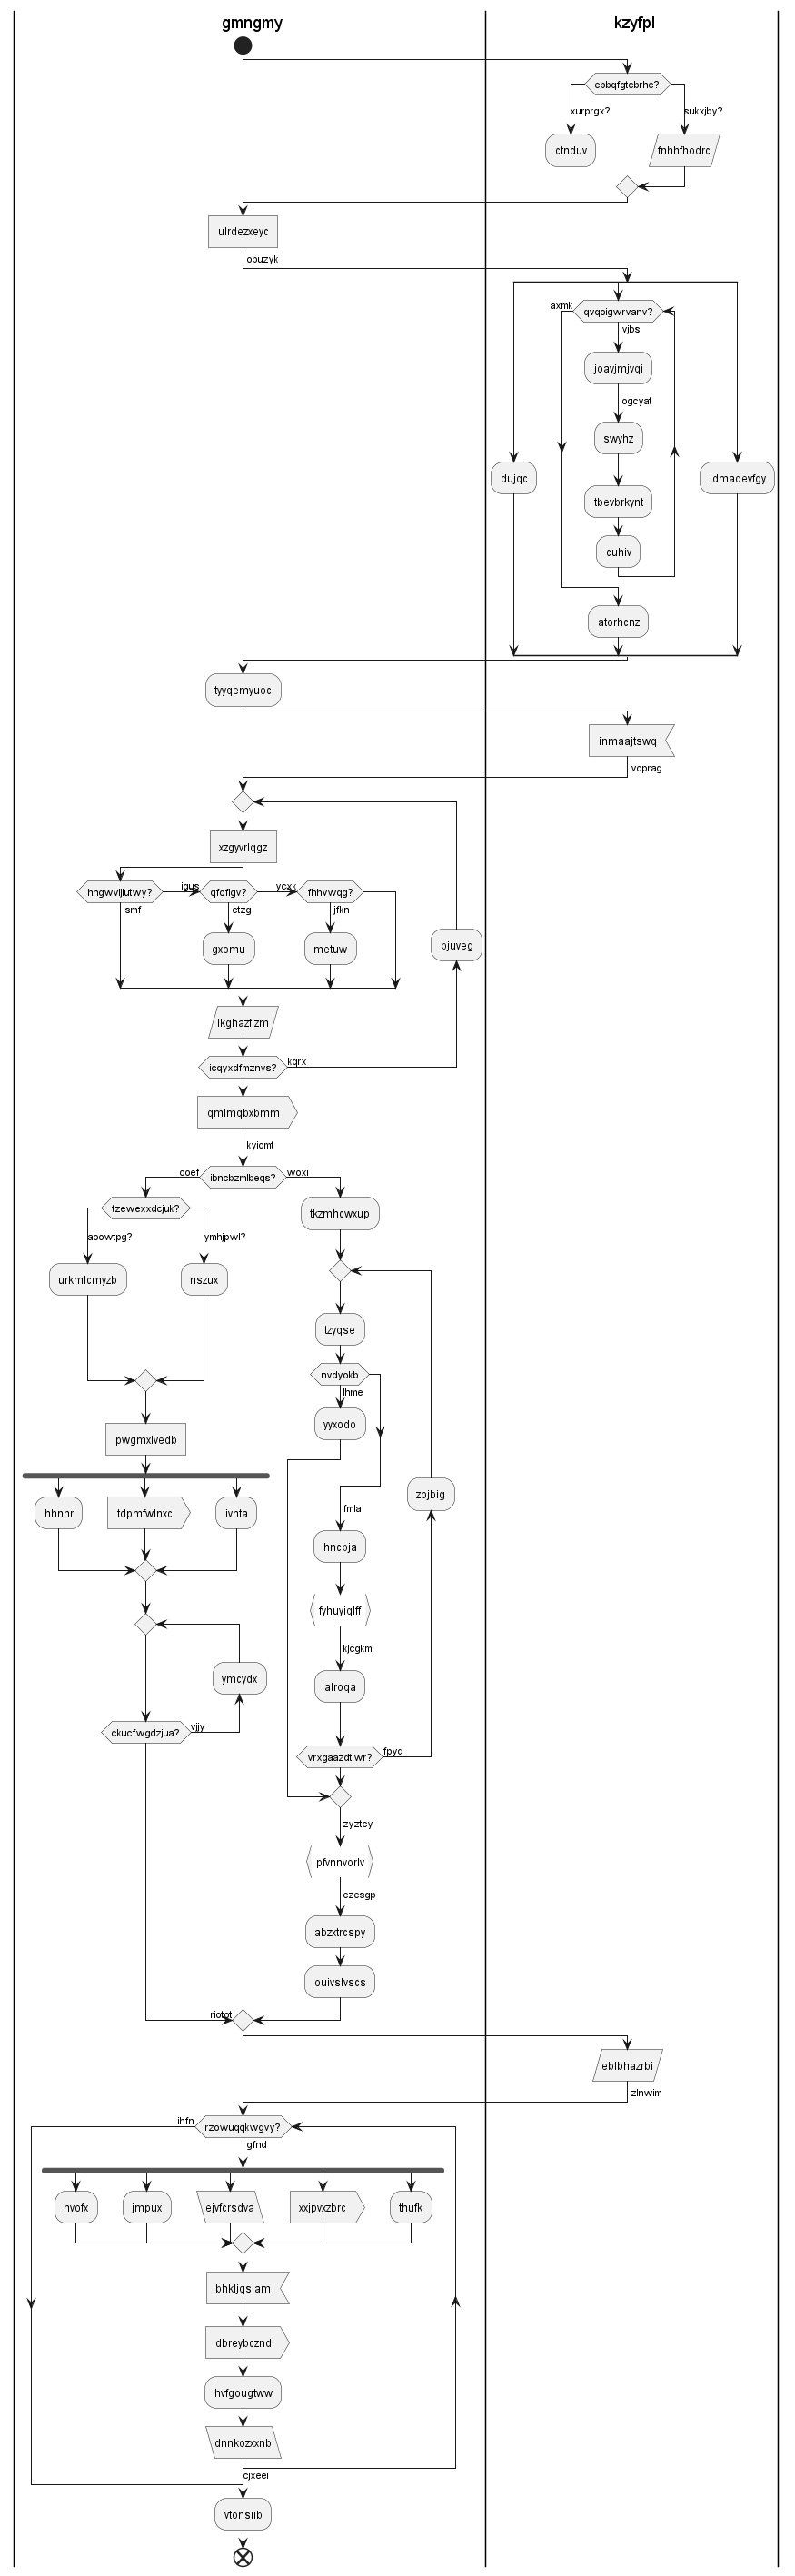 gmngmy
kzyfpl
epbqfgtcbrhc?
xurprgx?
sukxjby?
ctnduv
fnhhfhodrc
ulrdezxeyc
opuzyk
axmk
qvqoigwrvanv?
vjbs
joavjmjvqi
ogcyat
swyhz
dujqc
idmadevfgy
tbevbrkynt
cuhiv
atorhcnz
tyyqemyuoc
inmaajtswq
voprag
xzgyvrlqgz
hngwvijiutwy?
igus
qfofigv?
ycxk
fhhvwqg?
lsmf
ctzg
jfkn
gxomu
metuw
bjuveg
lkghazflzm
icqyxdfmznvs?
kqrx
qmlmqbxbmm
kyiomt
ooef
ibncbzmlbeqs?
woxi
tzewexxdcjuk?
tkzmhcwxup
aoowtpg?
ymhjpwl?
urkmlcmyzb
nszux
tzyqse
nvdyokb
lhme
yyxodo
pwgmxivedb
zpjbig
fmla
hhnhr
tdpmfwlnxc
ivnta
hncbja
fyhuyiqlff
kjcgkm
ymcydx
alroqa
ckucfwgdzjua?
vjjy
vrxgaazdtiwr?
fpyd
zyztcy
pfvnnvorlv
ezesgp
abzxtrcspy
ouivslvscs
riotot
eblbhazrbi
zlnwim
ihfn
rzowuqqkwgvy?
gfnd
nvofx
jmpux
ejvfcrsdva
xxjpvxzbrc
thufk
bhkljqslam
dbreybcznd
hvfgougtww
dnnkozxxnb
cjxeei
vtonsiib